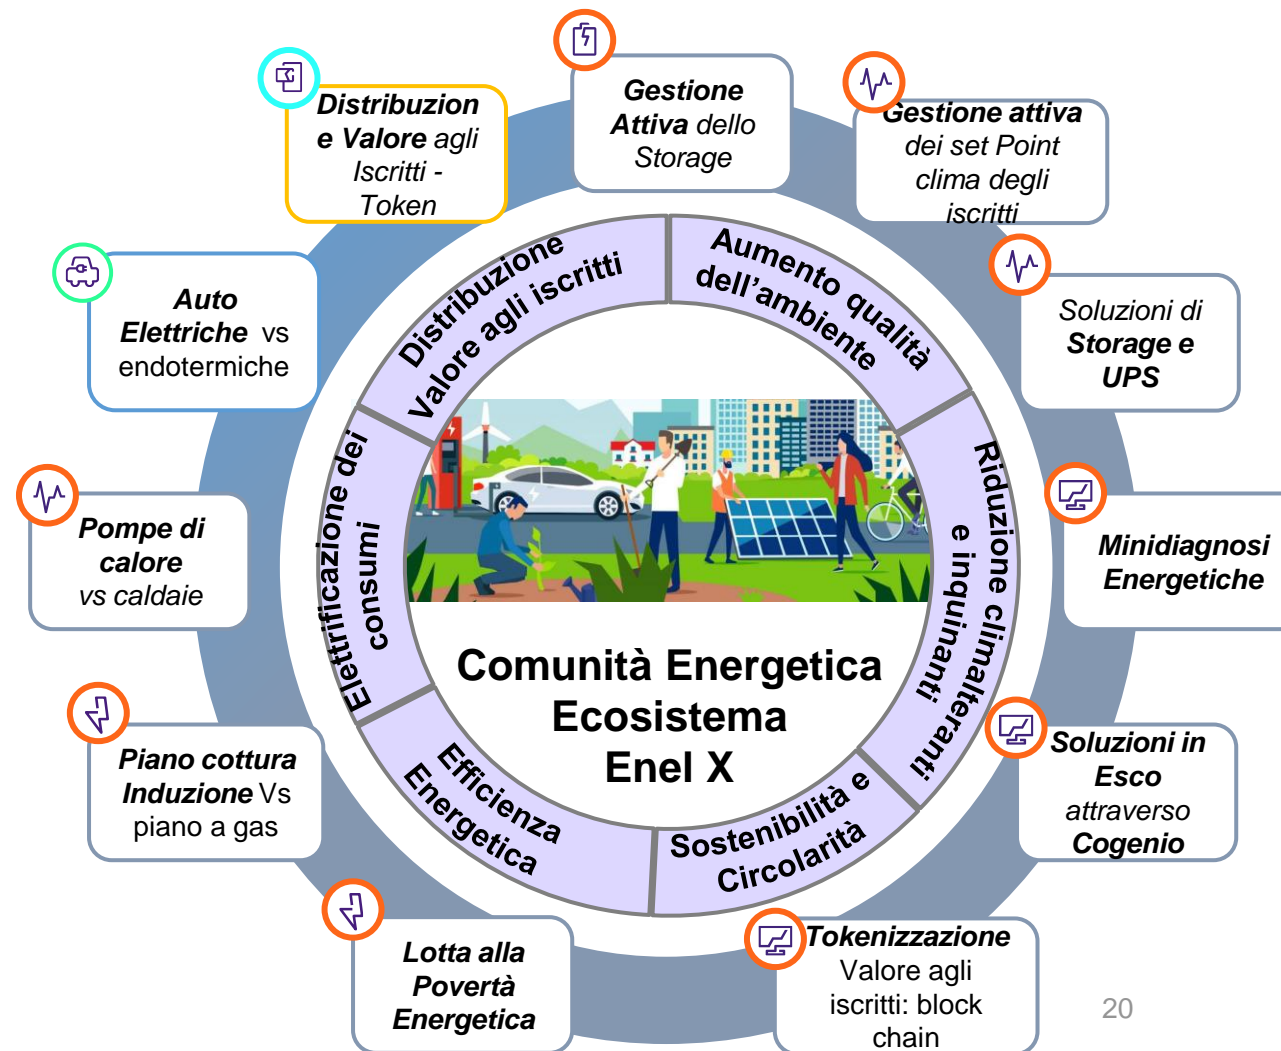 Distribuzion
e Valore agli
Iscritti -
Token
Gestione
Attiva dello
Storage
Gestione attiva
dei set Point
clima degli
iscritti
Soluzioni di
Storage e
UPS
Minidiagnosi
Energetiche
Soluzioni in
Esco
attraverso
Cogenio
Tokenizzazione
Valore agli
iscritti: block
chain
Lotta alla
Povertà
Energetica
Piano cottura
Induzione Vs
piano a gas
Pompe di
calore
vs caldaie
Auto
Elettriche vs
endotermiche
Distribuzione
Valore agli iscritti
Aumento qualità
dell'ambiente
Riduzione climalteranti
e inquinanti
Sostenibilità e
Circolarità
Efficienza
Energetica
Elettrificazione dei
consumi
Comunità Energetica
Ecosistema
Enel X
20